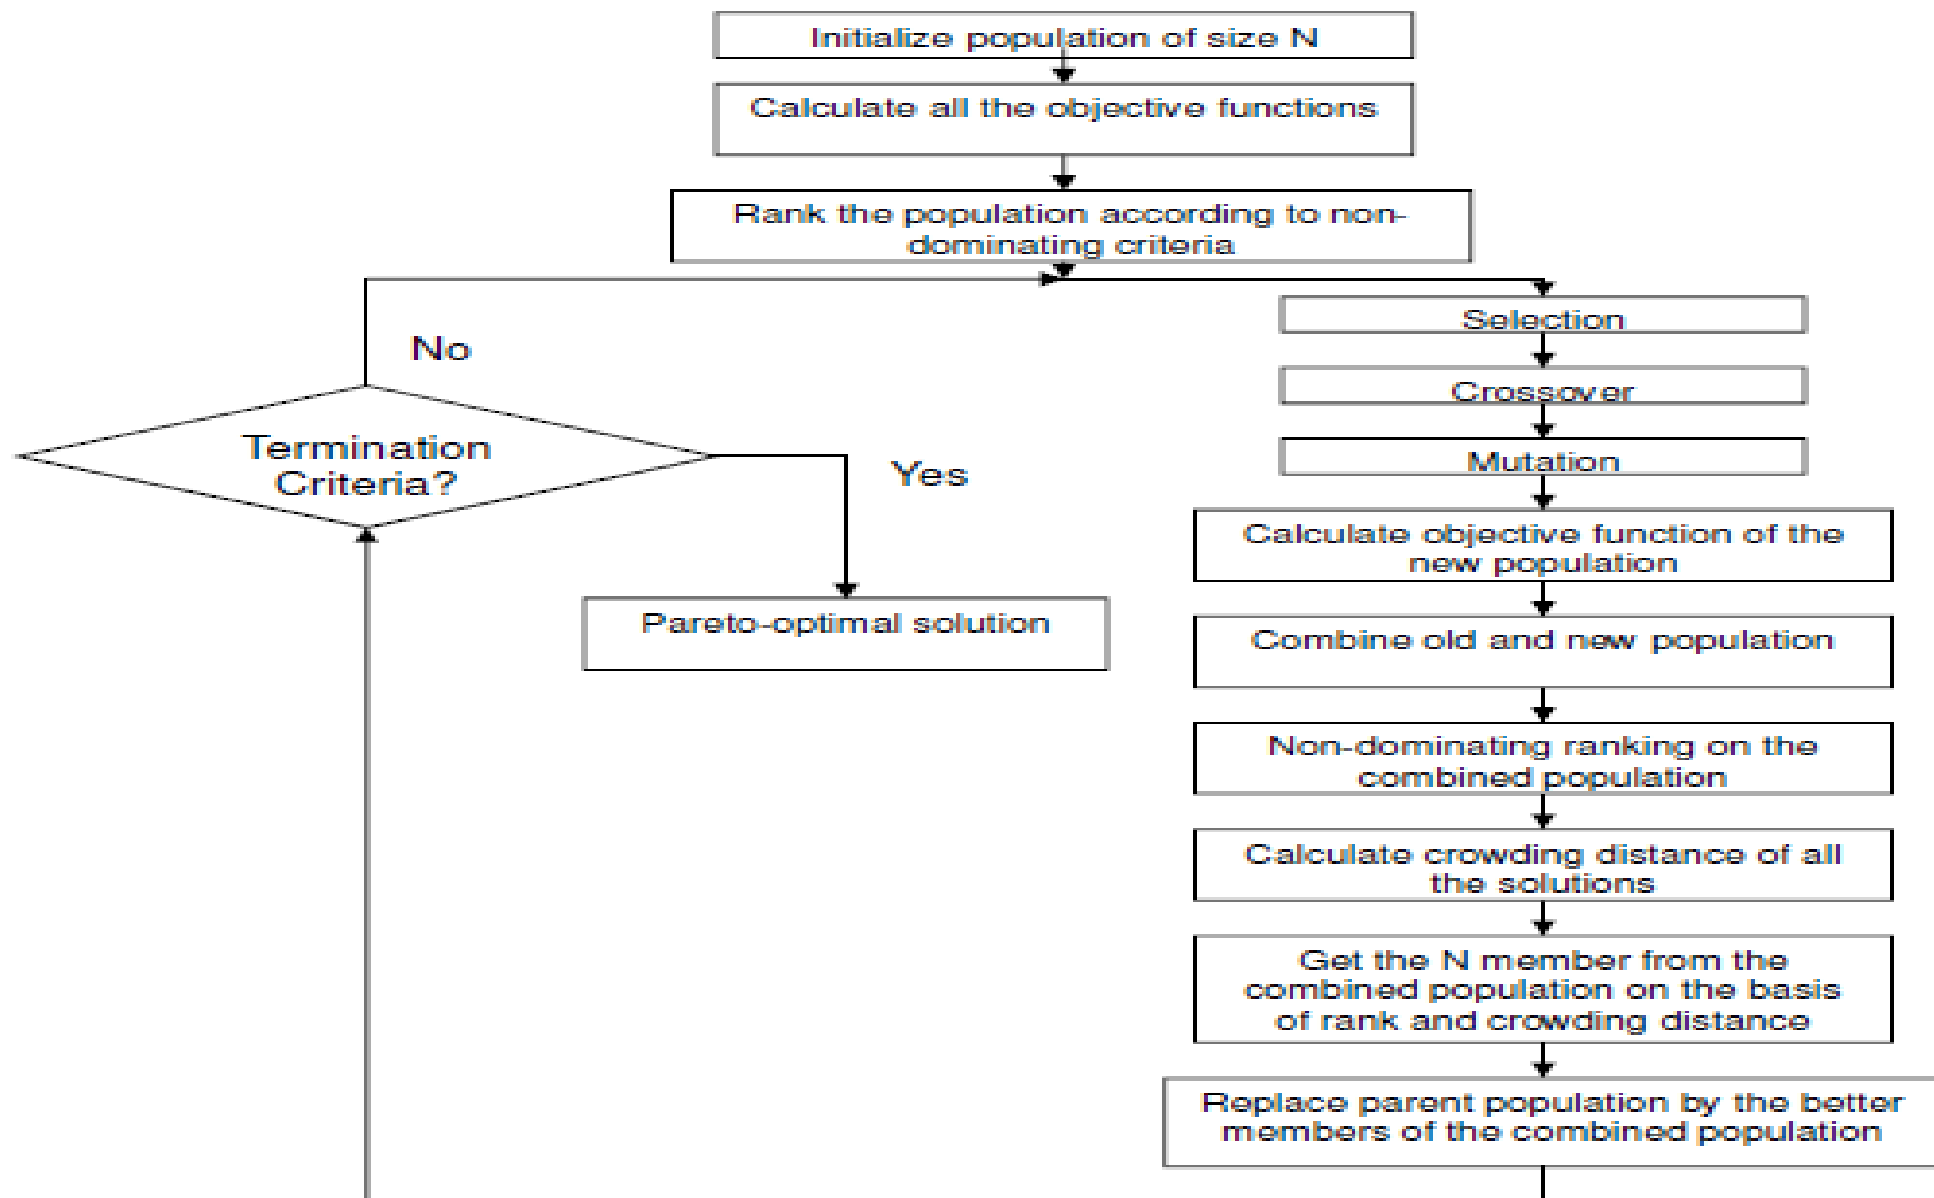 Initialize population of size N
Calculate all the objective functions
Rank the population according to non-
dominating criteria
No
Termination
Criteria?
Yes
Pareto-optimal solution
Selection
Crossover
Mutation
Calculate objective function of the
new population
Combine old and new population
Non-dominating ranking on the
combined population
Calculate crowding distance of all
the solutions
Get the N member from the
combined population on the basis
of rank and crowding distance
Replace parent population by the better
members of the combined population